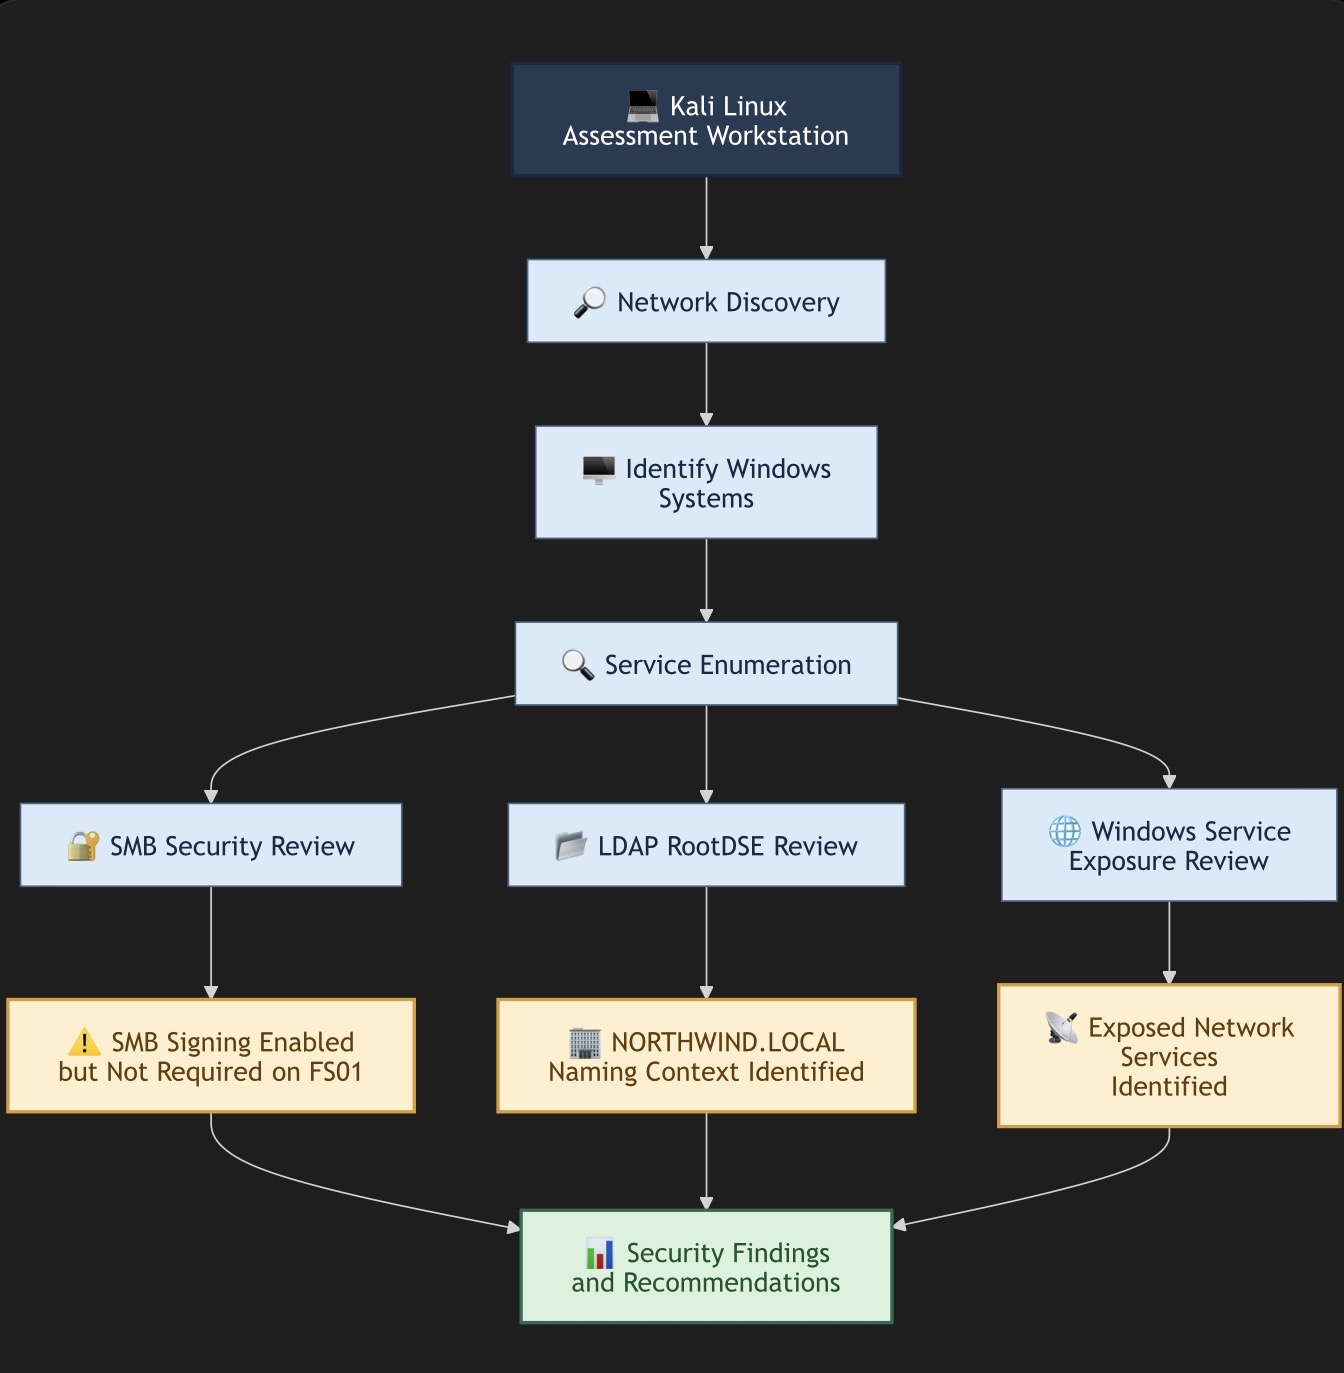 Kali Linux
Assessment Workstation
Network Discovery
Identify Windows
Systems
Service Enumeration
SMB Security Review
LDAP RootDSE Review
Windows Service
Exposure Review
SMB Signing Enabled
but Not Required on FS01
NORTHWIND.LOCAL
Naming Context Identified
Exposed Network
Services
Identified
Security Findings
and Recommendations